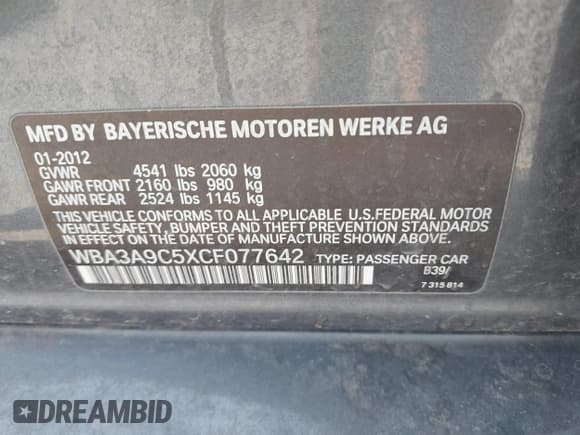 MFD BY BAYERISCHE MOTOREN WERKE AG
01-2012
GVWR 4541 lbs 2060 kg
GAWR FRONT 2160 lbs 980 kg
GAWR REAR 2524 lbs 1145 kg
THIS VEHICLE CONFORMS TO ALL APPLICABLE U.S.FEDERAL MOTOR
VEHICLE SAFETY, BUMPER AND THEFT PREVENTION STANDARDS
IN EFFECT ON THE DATE OF MANUFACTURE SHOWN ABOVE.
WBA3A9C5XCF077642 TYPE: PASSENGER CAR
B39/
7 315 814
DREAMBID